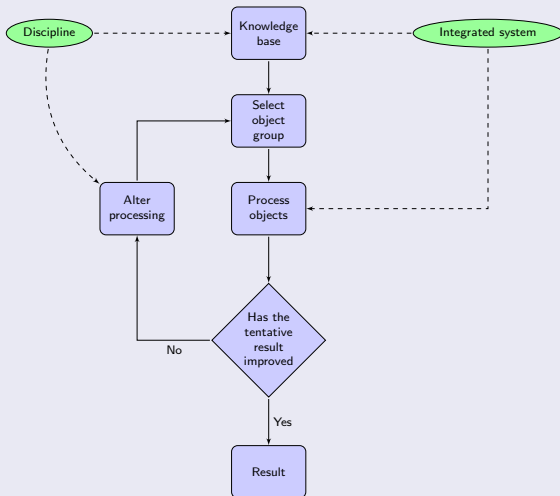 Discipline
Knowledge
base
Integrated system
Select
object
group
Alter
processing
Process
objects
Has the
tentative
result
improved
No
Yes
Result